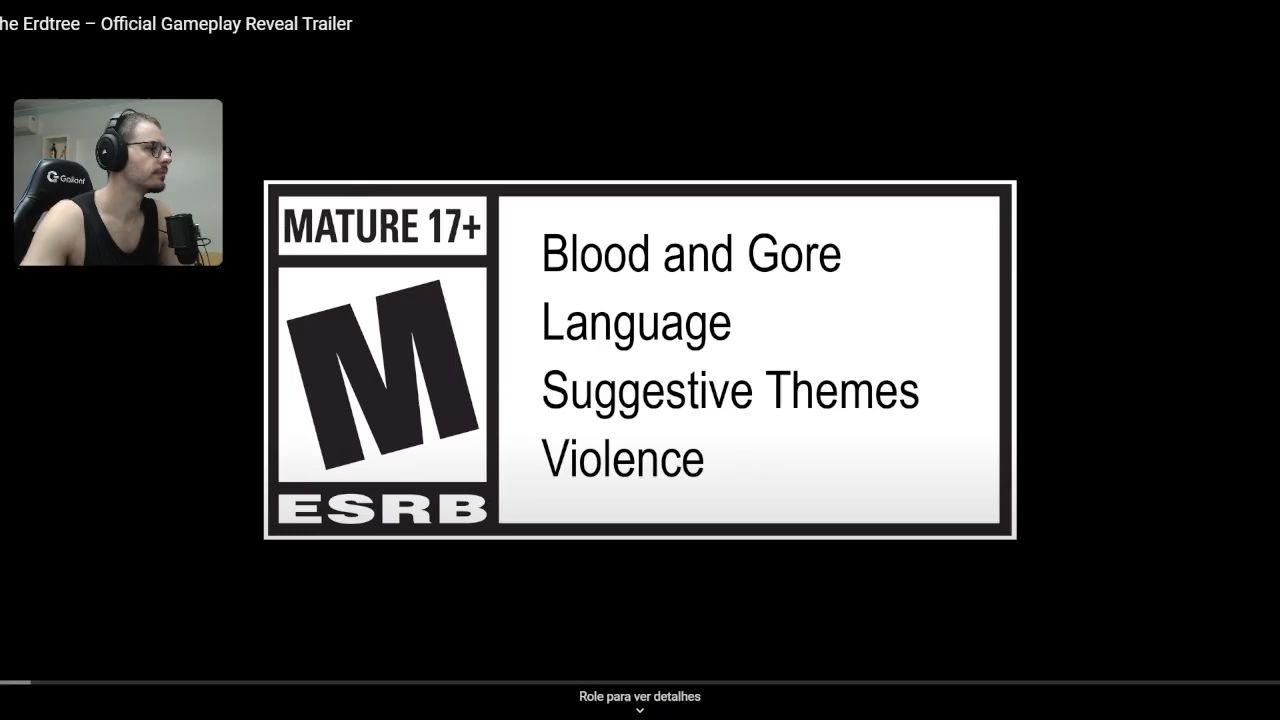 he Erdtree – Official Gameplay Reveal Trailer
Gallant
MATURE 17+
M
ESRB
Blood and Gore
Language
Suggestive Themes
Violence
Role para ver detalhes